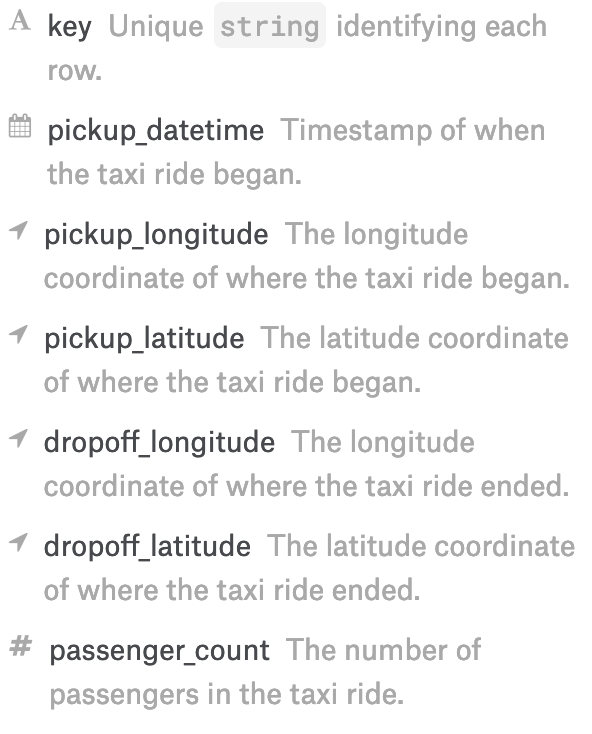 key Unique string identifying each
row.
pickup_datetime Timestamp of when
the taxi ride began.
pickup_longitude The longitude
coordinate of where the taxi ride began.
pickup_latitude The latitude coordinate
of where the taxi ride began.
dropoff_longitude The longitude
coordinate of where the taxi ride ended.
dropoff_latitude The latitude coordinate
of where the taxi ride ended.
# passenger_count The number of
passengers in the taxi ride.